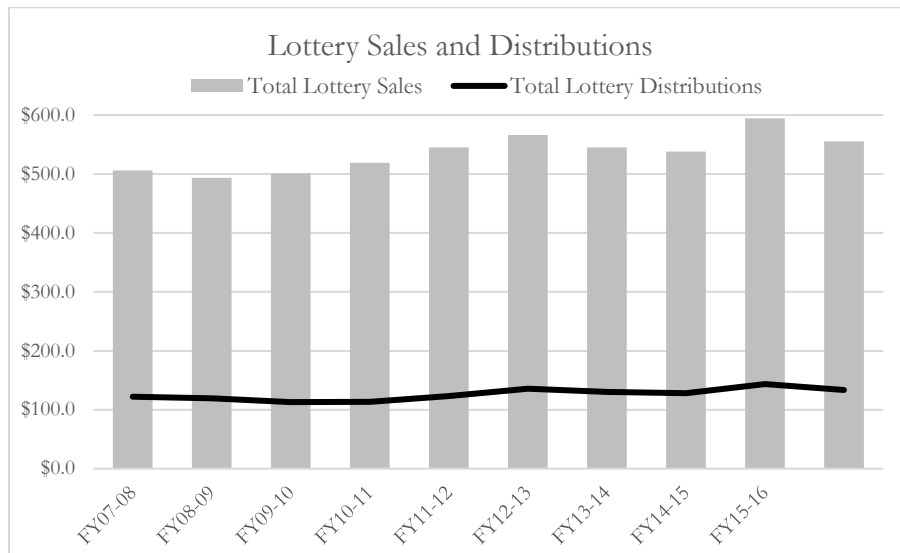 Lottery Sales and Distributions
Total Lottery Sales Total Lottery Distributions
$600.0
$500.0
$400.0
$300.0
$200.0
$100.0
$0.0
FY07-08
FY08-09
FY09-10
FY10-11
FY11-12
FY12-13
FY13-14
FY14-15
FY15-16